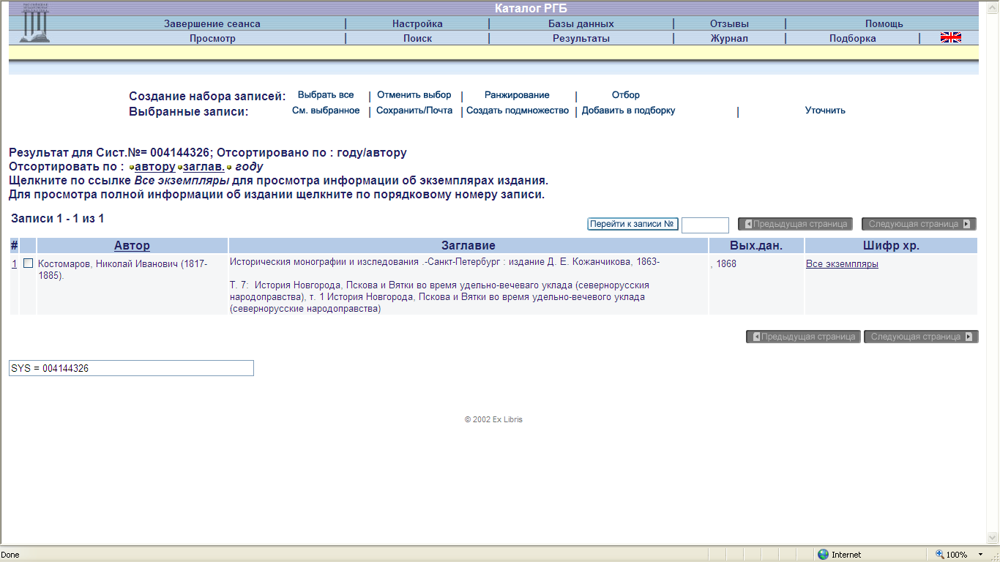 Каталог РГБ
Завершение сеанса | Настройка | Базы данных | Отзывы | Помощь
Просмотр | Поиск | Результаты | Журнал | Подборка |
Создание набора записей: Выбрать все | Отменить выбор | Ранжирование | Отбор
Выбранные записи: См. выбранное | Сохранить/Почта | Создать подмножество | Добавить в подборку | Уточнить
Результат для Сист.№= 004144326; Отсортировано по : году/автору
Отсортировать по : автору заглав. году
Щелкните по ссылке Все экземпляры для просмотра информации об экземплярах издания.
Для просмотра полной информации об издании щелкните по порядковому номеру записи.
Записи 1 - 1 из 1
Перейти к записи № Предыдущая страница Следующая страница
# Автор Заглавие Вых.дан. Шифр хр.
1 Костомаров, Николай Иванович (1817-
1885).
Историческия монографии и изследования .-Санкт-Петербург : издание Д. Е. Кожанчикова, 1863-
Т. 7: История Новгорода, Пскова и Вятки во время удельно-вечеваго уклада (севернорусския
народоправства), т. 1 История Новгорода, Пскова и Вятки во время удельно-вечевого уклада
(севернорусские народоправства)
, 1868
Все экземпляры
Предыдущая страница Следующая страница
SYS = 004144326
© 2002 Ex Libris
Done Internet 100%